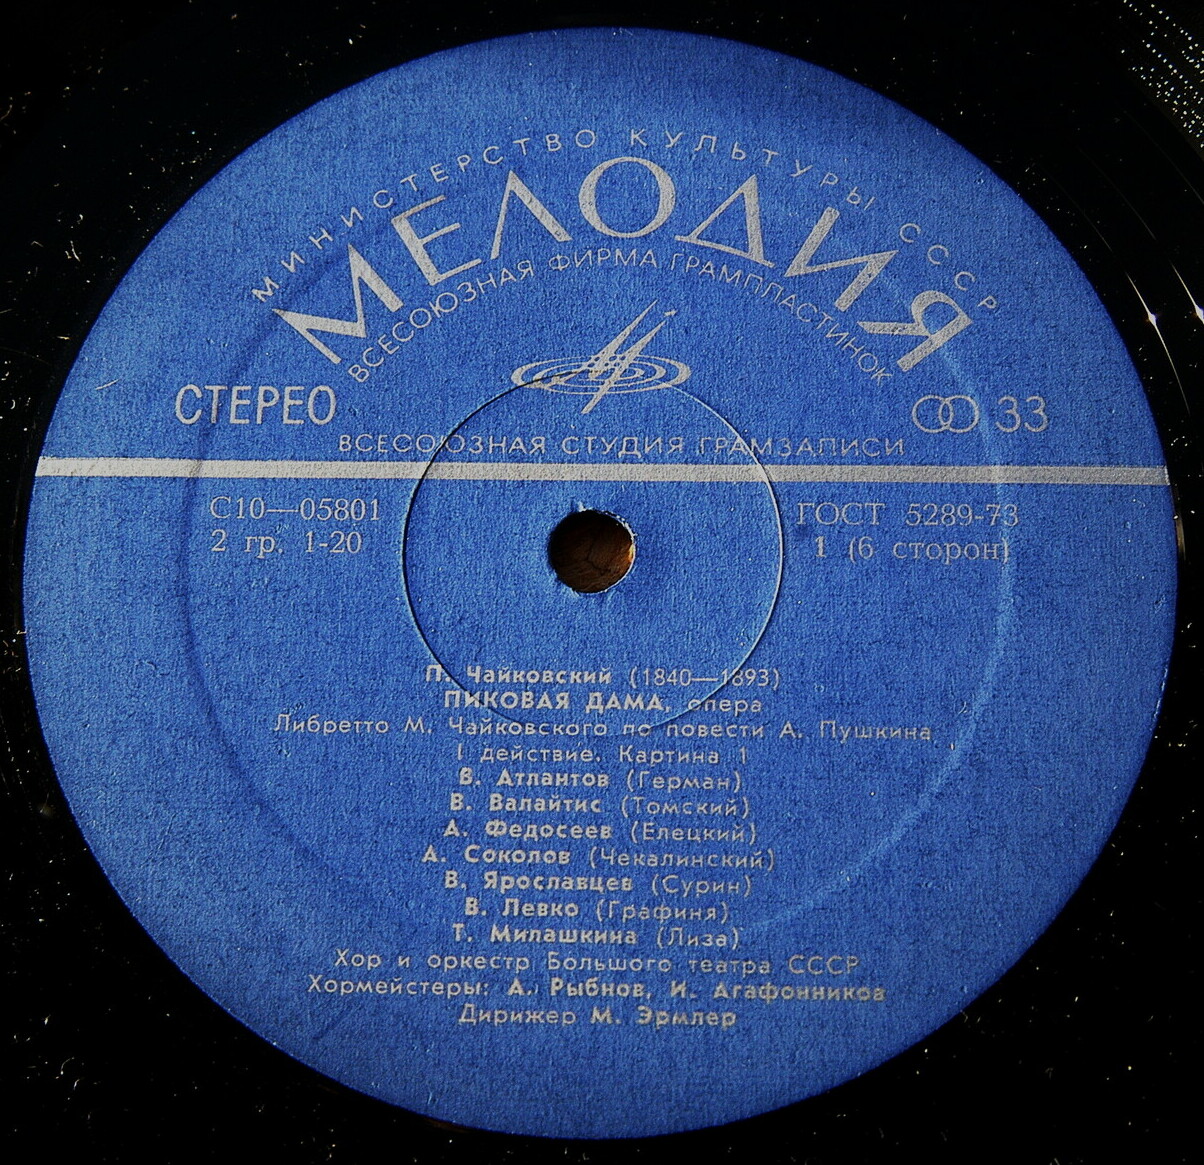 МИНИСТЕРСТВО КУЛЬТУРЫ СССР
МЕЛОДИЯ
ВСЕСОЮЗНАЯ ФИРМА ГРАМПЛАСТИНОК
СТЕРЕО
33
ВСЕСОЮЗНАЯ СТУДИЯ ГРАМЗАПИСИ
С10—05801
ГОСТ 5289-73
2 гр. 1-20
1 (6 сторон)
П. Чайковский (1840—1893)
ПИКОВАЯ ДАМА, опера
Либретто М. Чайковского по повести А. Пушкина
I действие. Картина 1
В. Атлантов (Герман)
В. Валайтис (Томский)
А. Федосеев (Елецкий)
А. Соколов (Чекалинский)
В. Ярославцев (Сурин)
В. Левко (Графиня)
Т. Милашкина (Лиза)
Хор и оркестр Большого театра СССР
Хормейстеры: А. Рыбнов, И. Агафонников
Дирижер М. Эрмлер